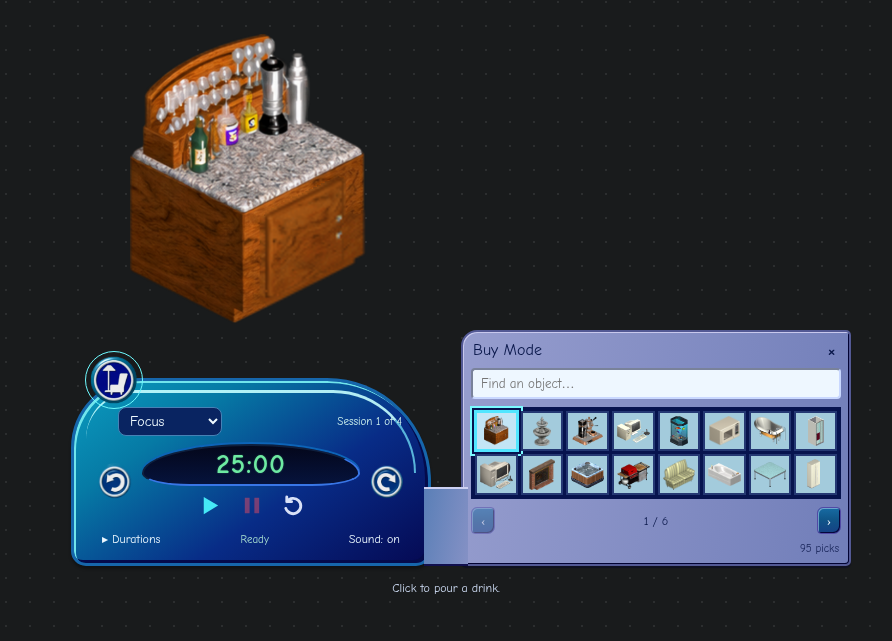 Buy Mode
×
Find an object...
Focus
Session 1 of 4
25:00
▸ Durations
Ready
Sound: on
‹
1 / 6
›
95 picks
Click to pour a drink.